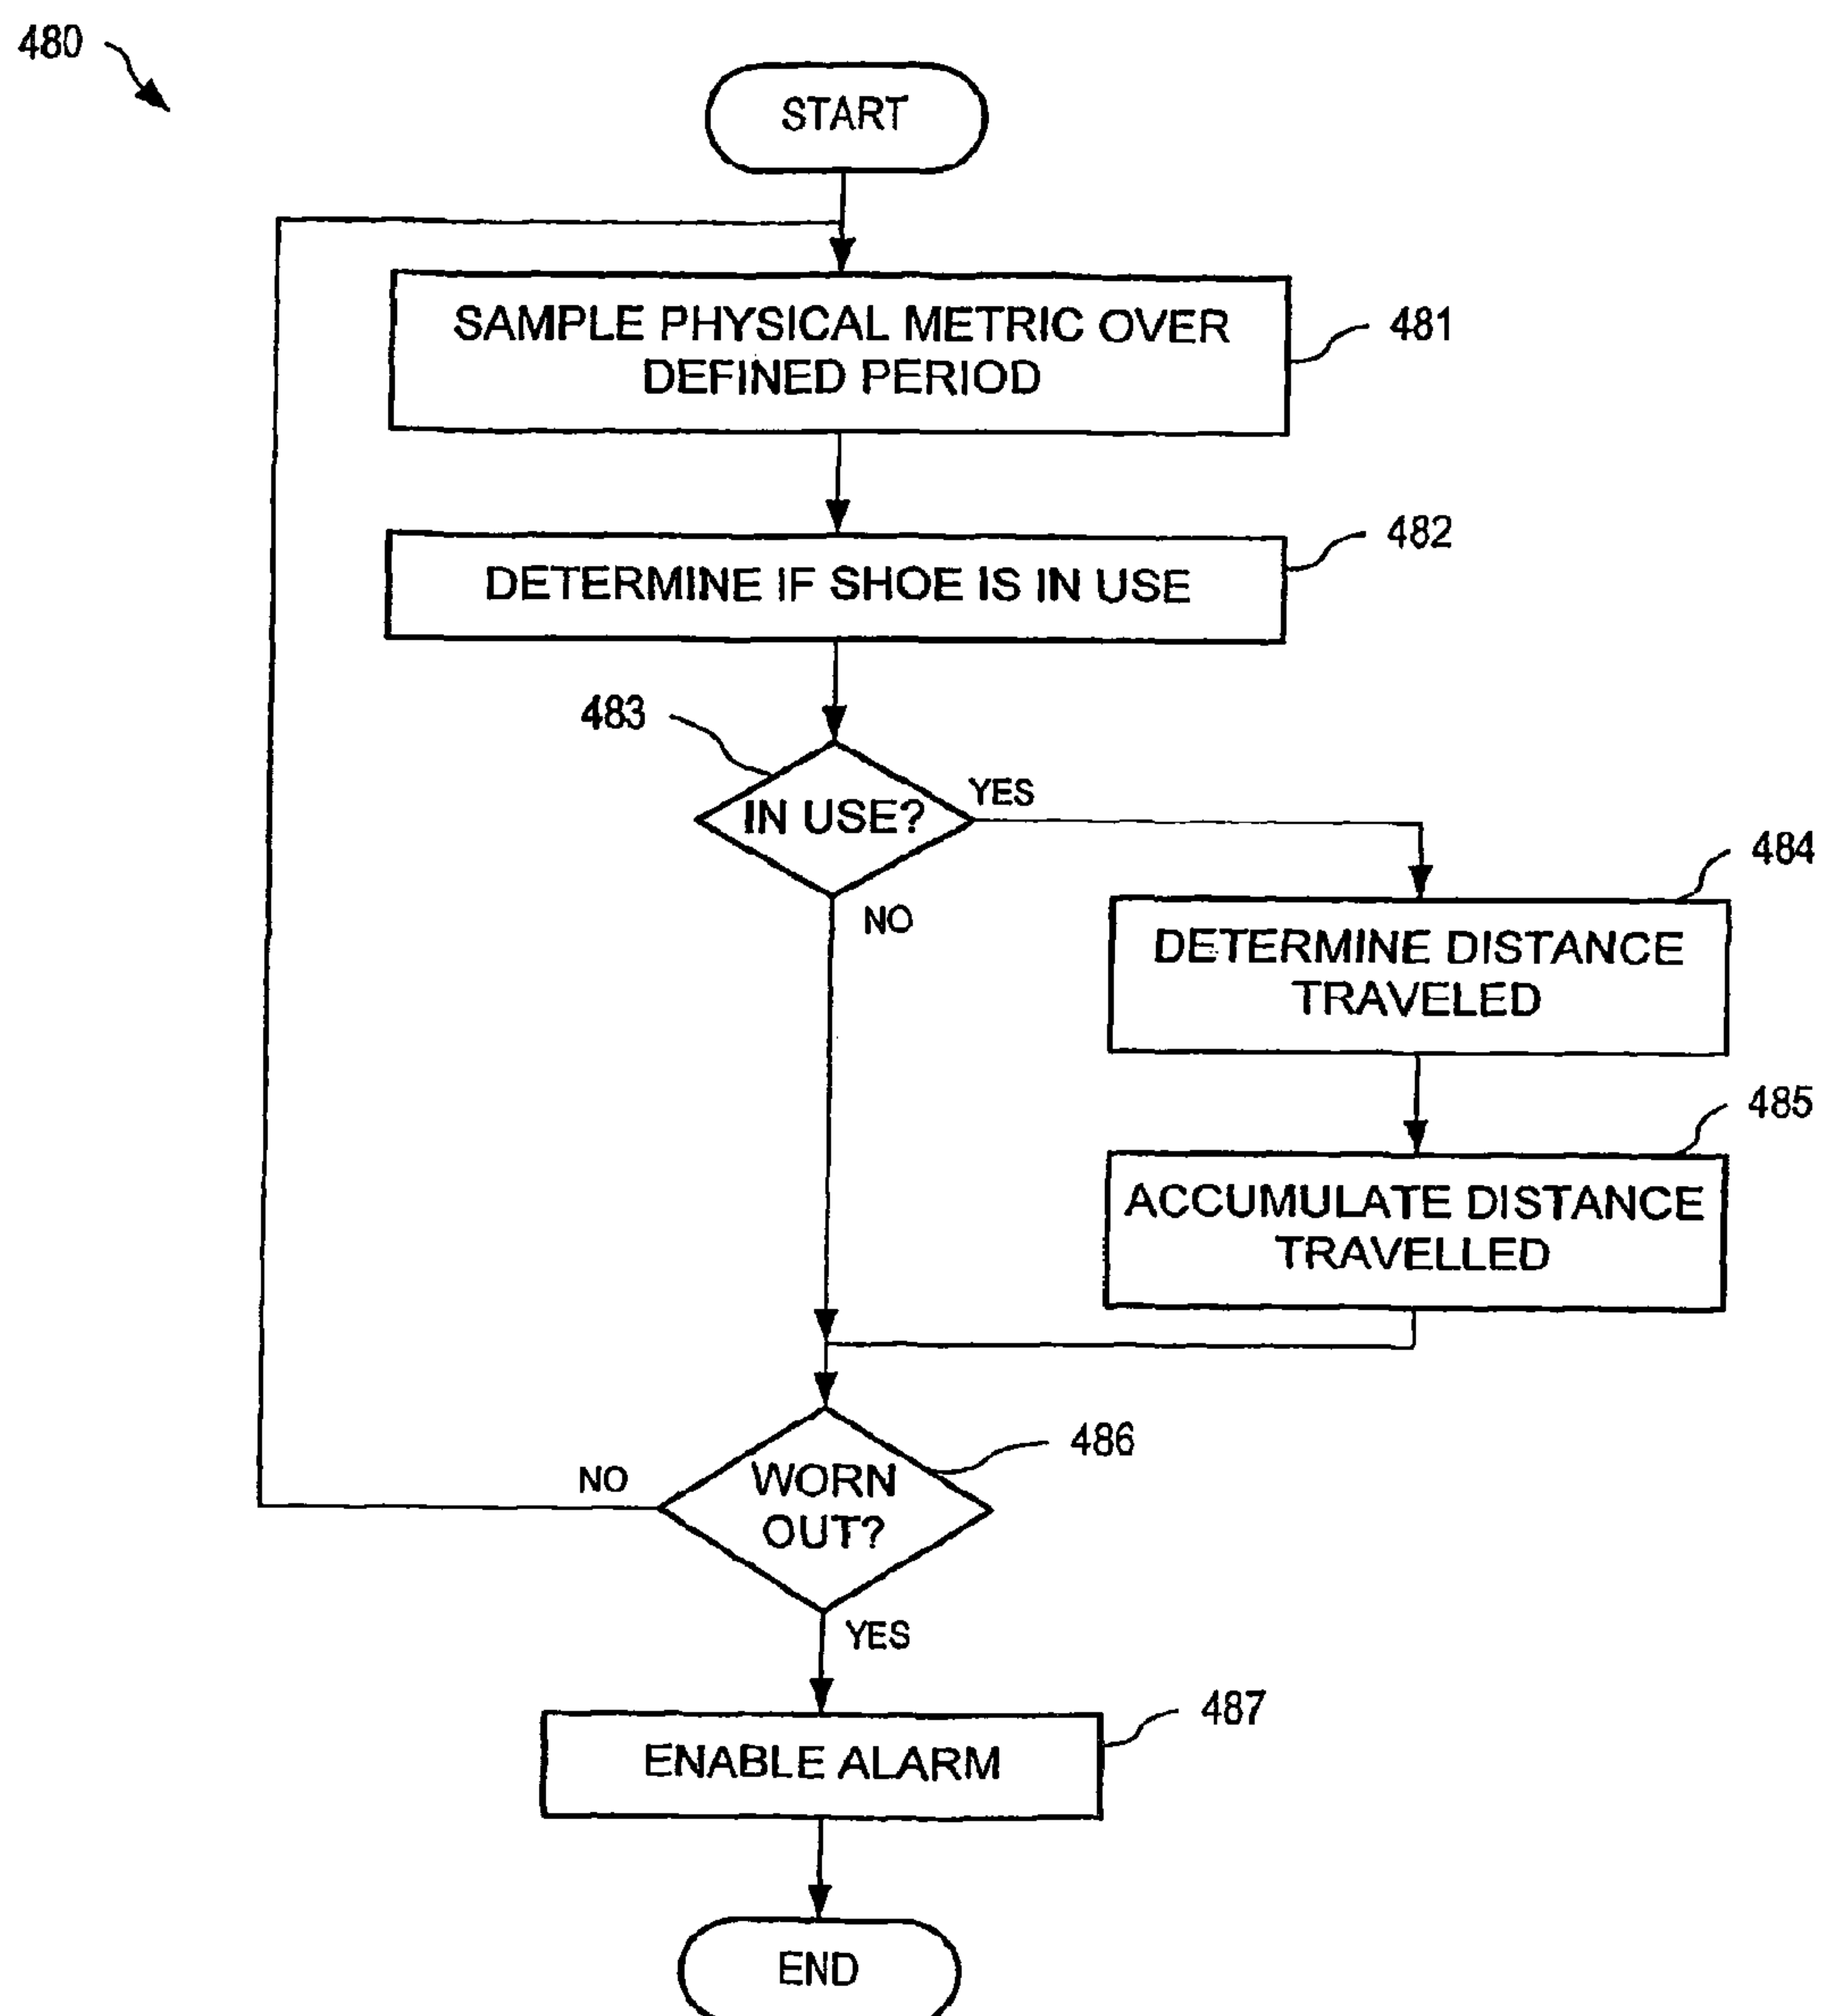 480
START
SAMPLE PHYSICAL METRIC OVER
DEFINED PERIOD
481
DETERMINE IF SHOE IS IN USE
482
483
IN USE?
YES
NO
484
DETERMINE DISTANCE
TRAVELED
485
ACCUMULATE DISTANCE
TRAVELLED
486
WORN
OUT?
NO
YES
487
ENABLE ALARM
END